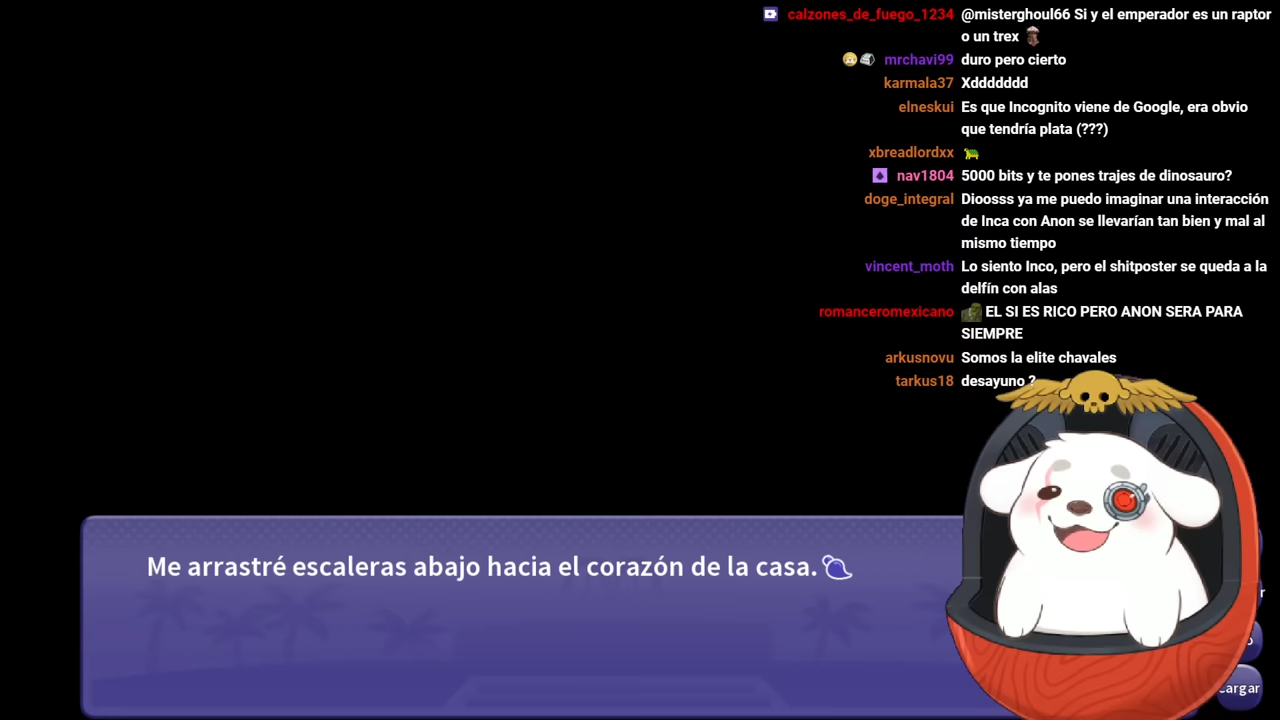 calzones_de_fuego_1234 @misterghoul66 Si y el emperador es un raptor
o un trex
mrchavi99 duro pero cierto
karmala37 Xddddddd
elneskui Es que Incognito viene de Google, era obvio
que tendría plata (???)
xbreadlordxx
nav1804 5000 bits y te pones trajes de dinosauro?
doge_integral Dioosss ya me puedo imaginar una interacción
de Inca con Anon se llevarían tan bien y mal al
mismo tiempo
vincent_moth Lo siento Inco, pero el shitposter se queda a la
delfín con alas
romanceromexicano EL SI ES RICO PERO ANON SERA PARA
SIEMPRE
arkusnovu Somos la elite chavales
tarkus18 desayuno ?
Me arrastré escaleras abajo hacia el corazón de la casa.
cargar